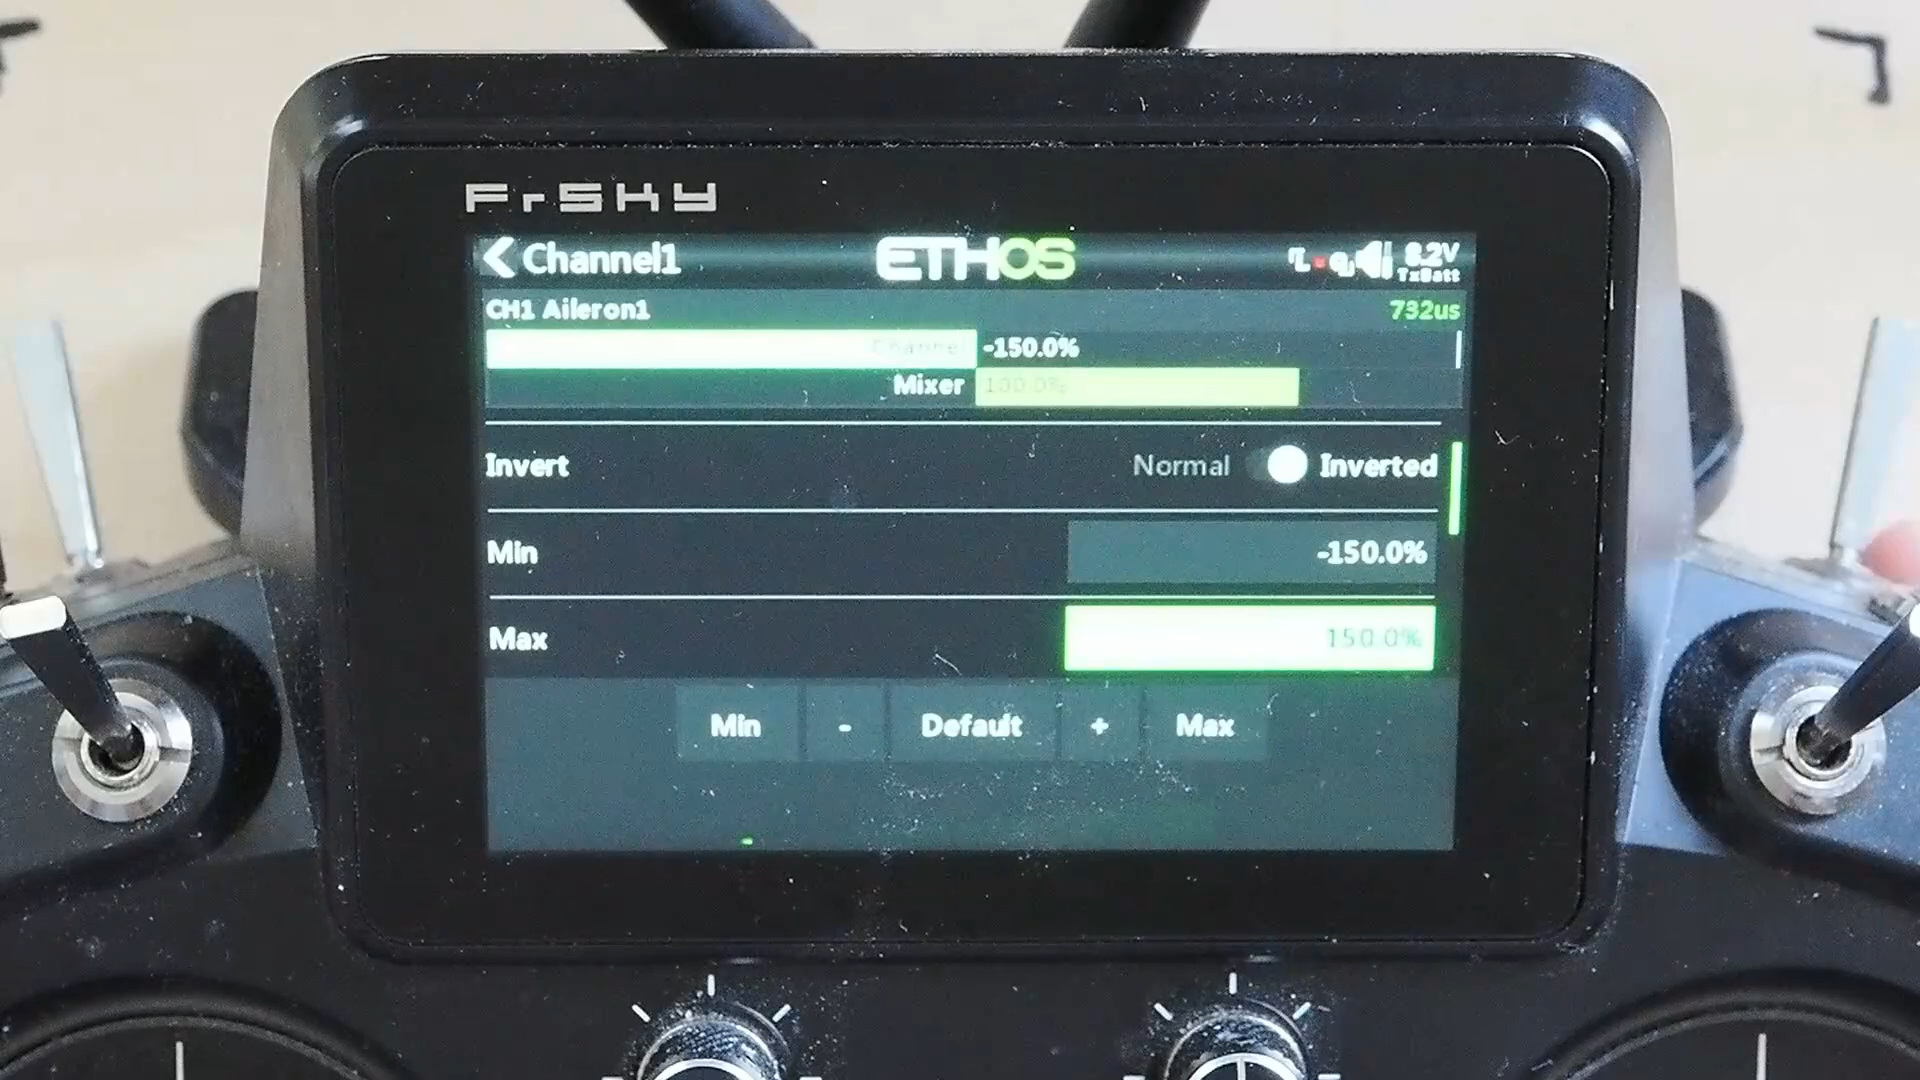 FrSKY
Channel1 ETHOS 8.2V
TxBatt
CH1 Aileron1 732us
Channel -150.0%
Mixer 100.0%
Invert Normal Inverted
Min -150.0%
Max 150.0%
Min - Default + Max